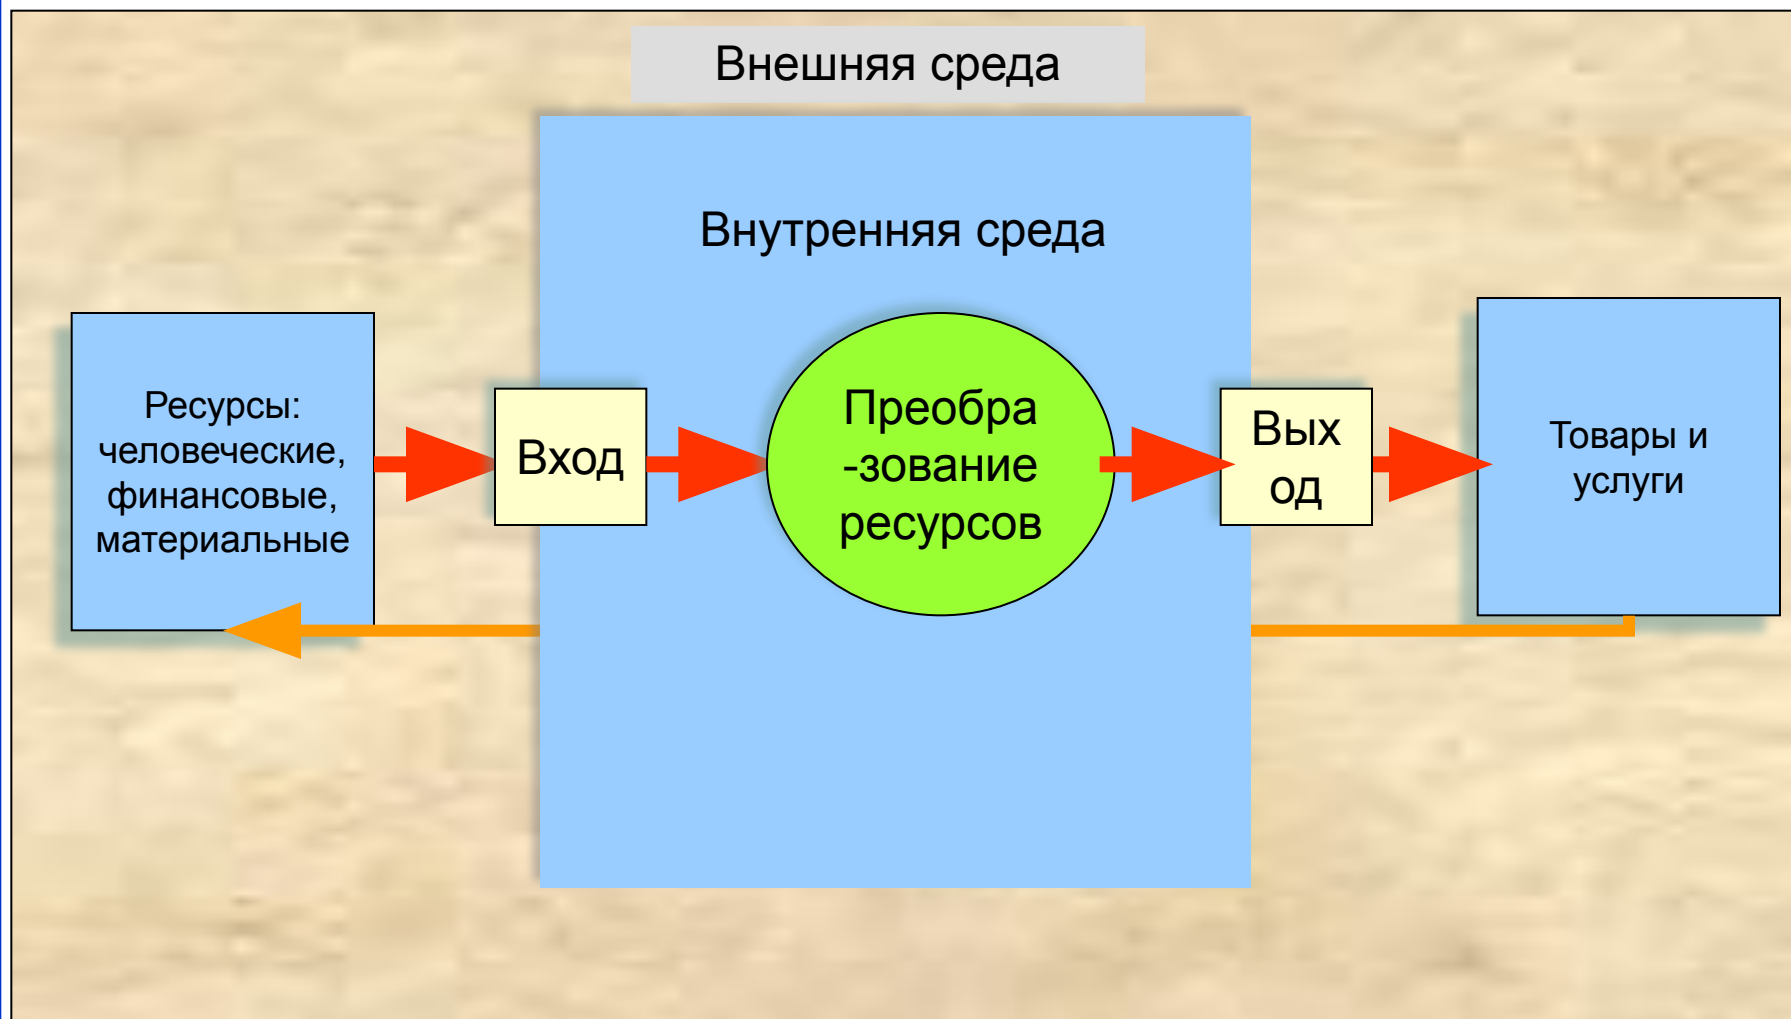 Внешняя среда
Внутренняя среда
Ресурсы:
человеческие,
финансовые,
материальные
Вход
Преобра
-зование
ресурсов
Вых
од
Товары и
услуги